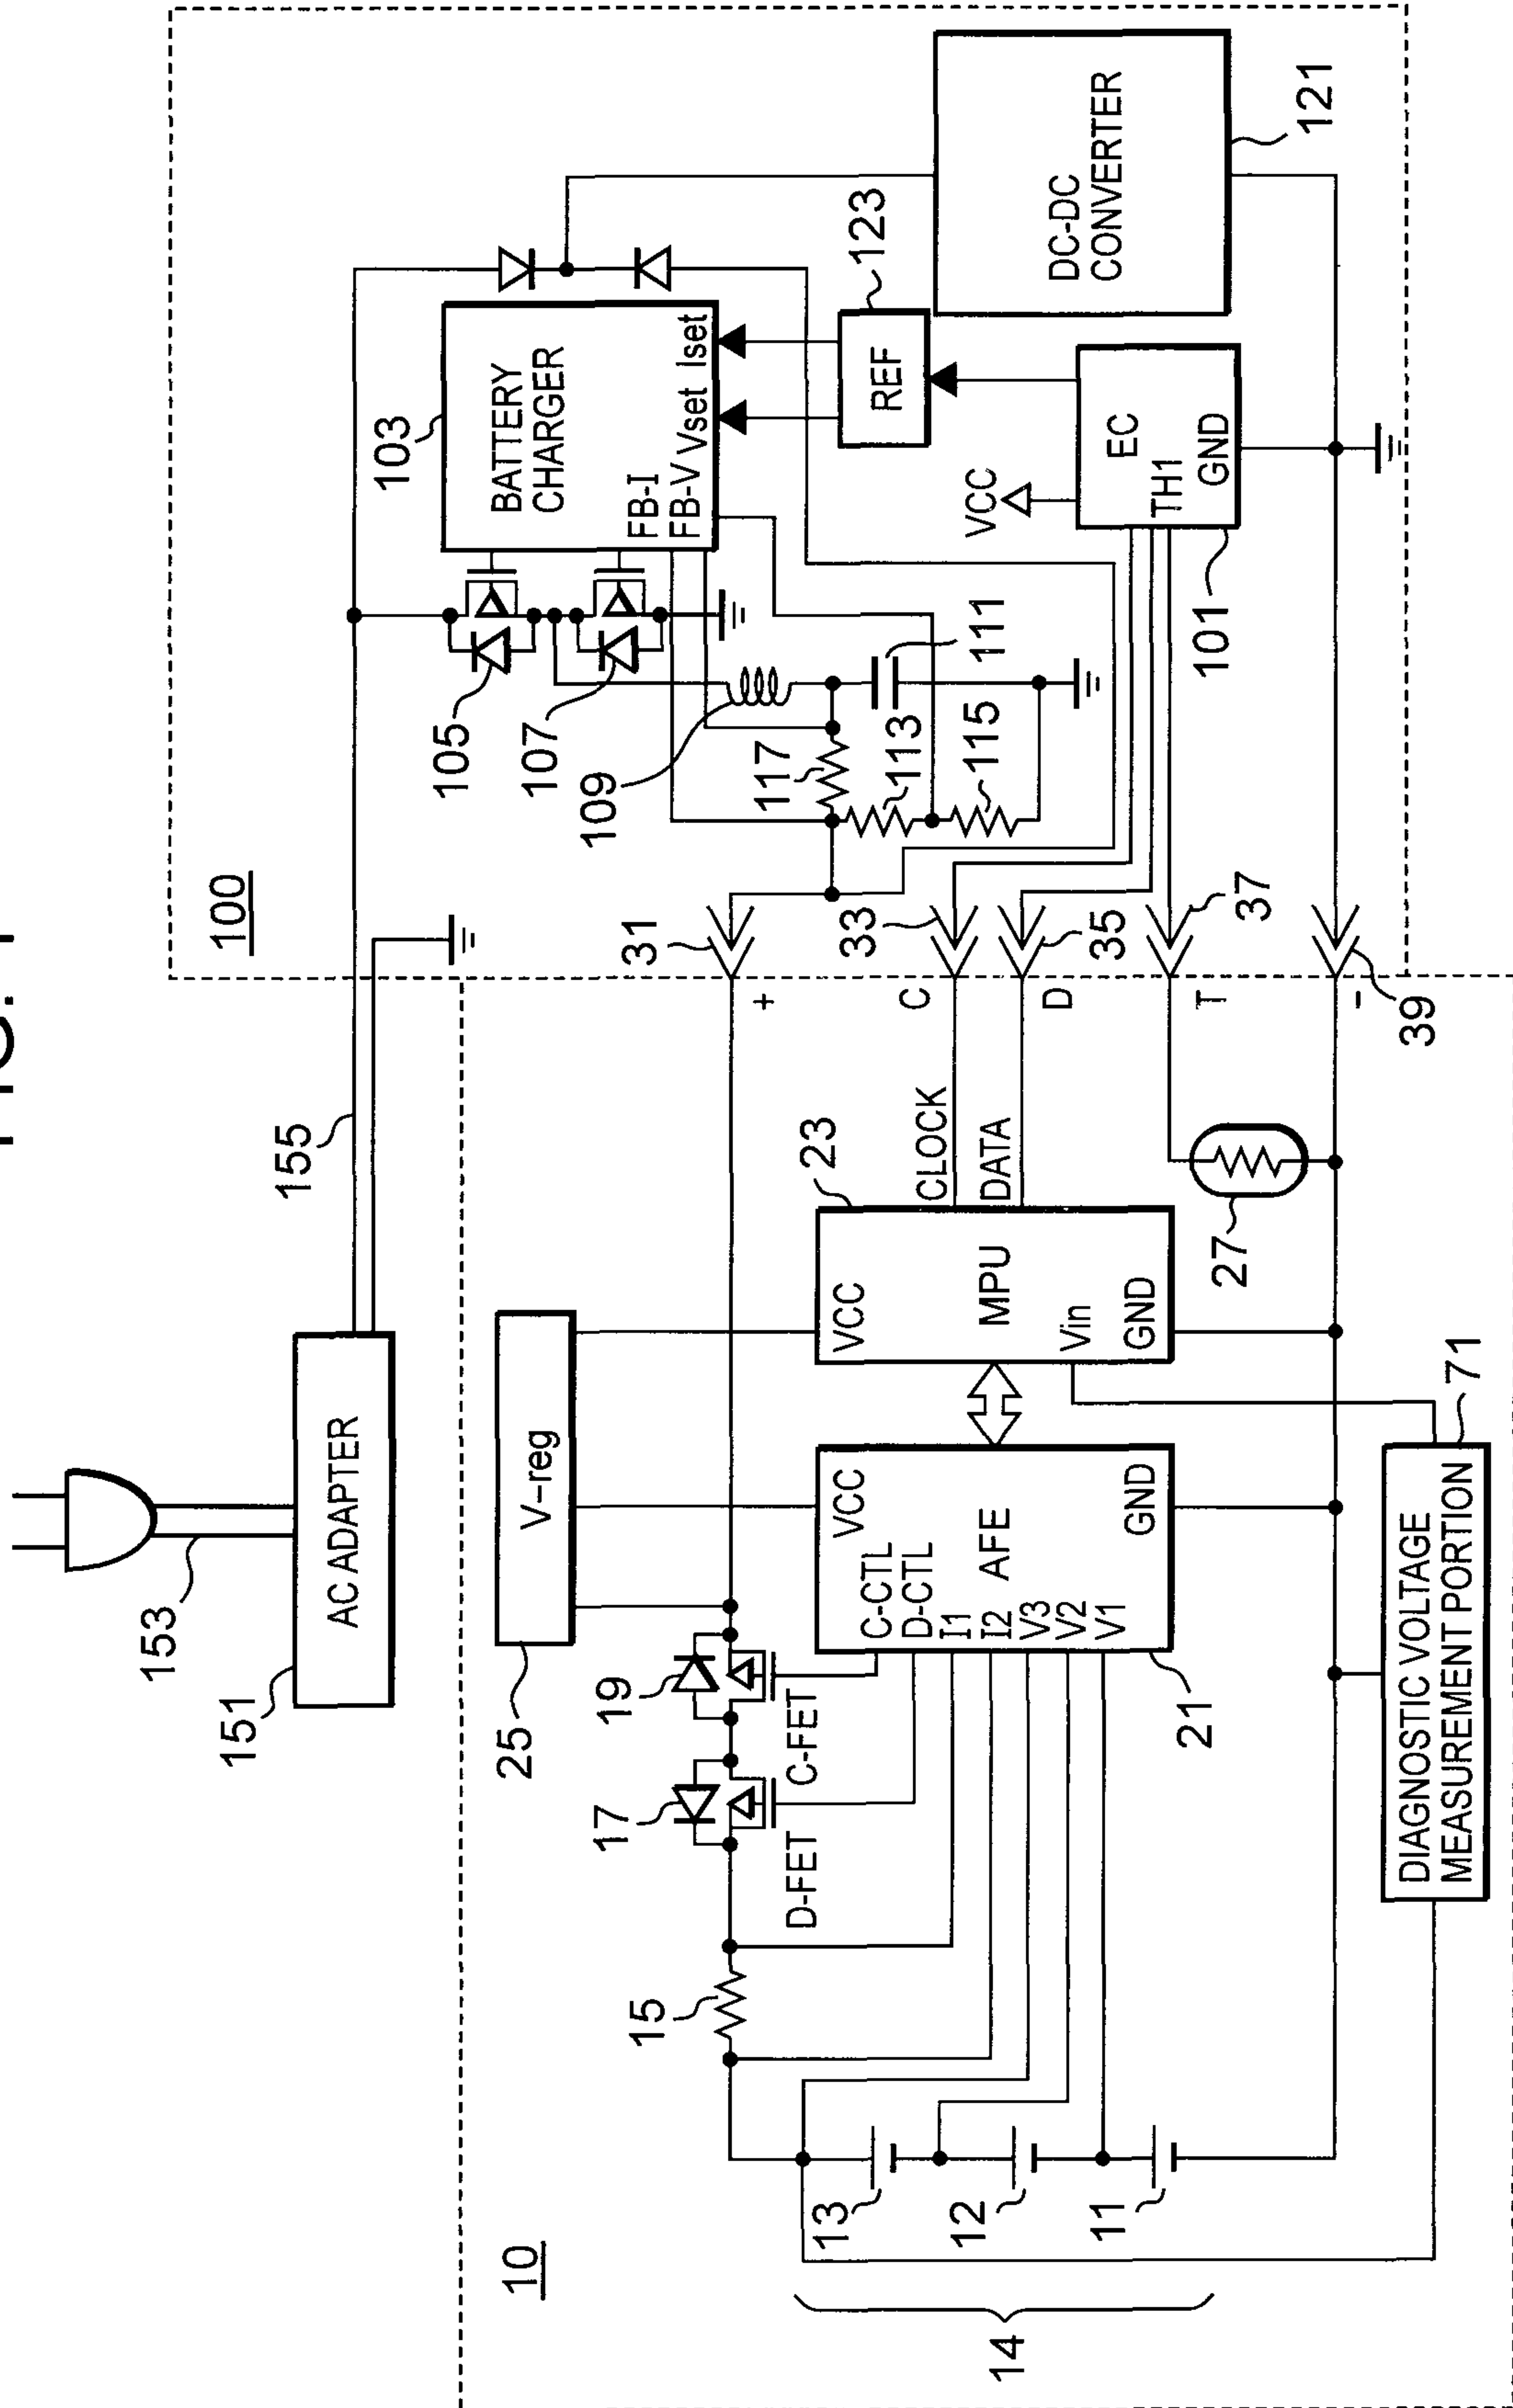 100
103
BATTERY
CHARGER
FB-I
FB-V
Vset
Iset
105
107
109
117
111
113
115
123
REF
DC-DC
CONVERTER
121
VCC
EC
TH1
GND
101
31
33
35
37
39
+
C
D
T
-
155
151
153
AC ADAPTER
10
25
V-reg
19
C-FET
17
D-FET
15
VCC
C-CTL
D-CTL
I1
I2
V3
V2
V1
AFE
GND
21
23
VCC
MPU
Vin
GND
CLOCK
DATA
27
71
DIAGNOSTIC VOLTAGE
MEASUREMENT PORTION
13
12
11
14